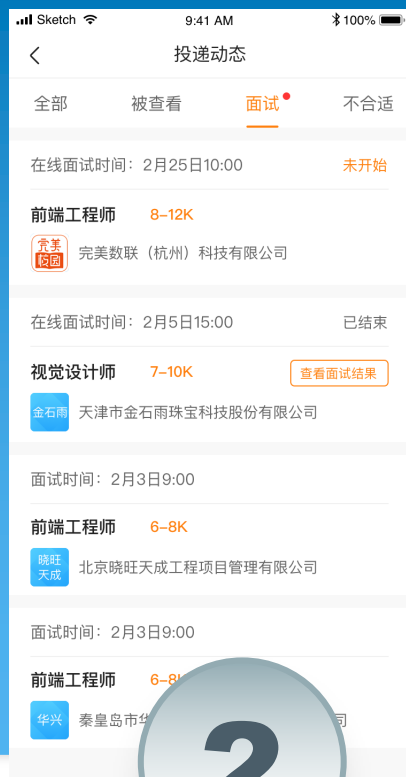 Sketch 9:41 AM 100%
投递动态
全部 被查看 面试 不合适
在线面试时间：2月25日10:00 未开始
前端工程师 8-12K
完美校园 完美数联（杭州）科技有限公司
在线面试时间：2月5日15:00 已结束
视觉设计师 7-10K 查看面试结果
金石雨 天津市金石雨珠宝科技股份有限公司
面试时间：2月3日9:00
前端工程师 6-8K
晓旺
天成 北京晓旺天成工程项目管理有限公司
面试时间：2月3日9:00
前端工程师 6-8
华兴 秦皇岛市华 司
2